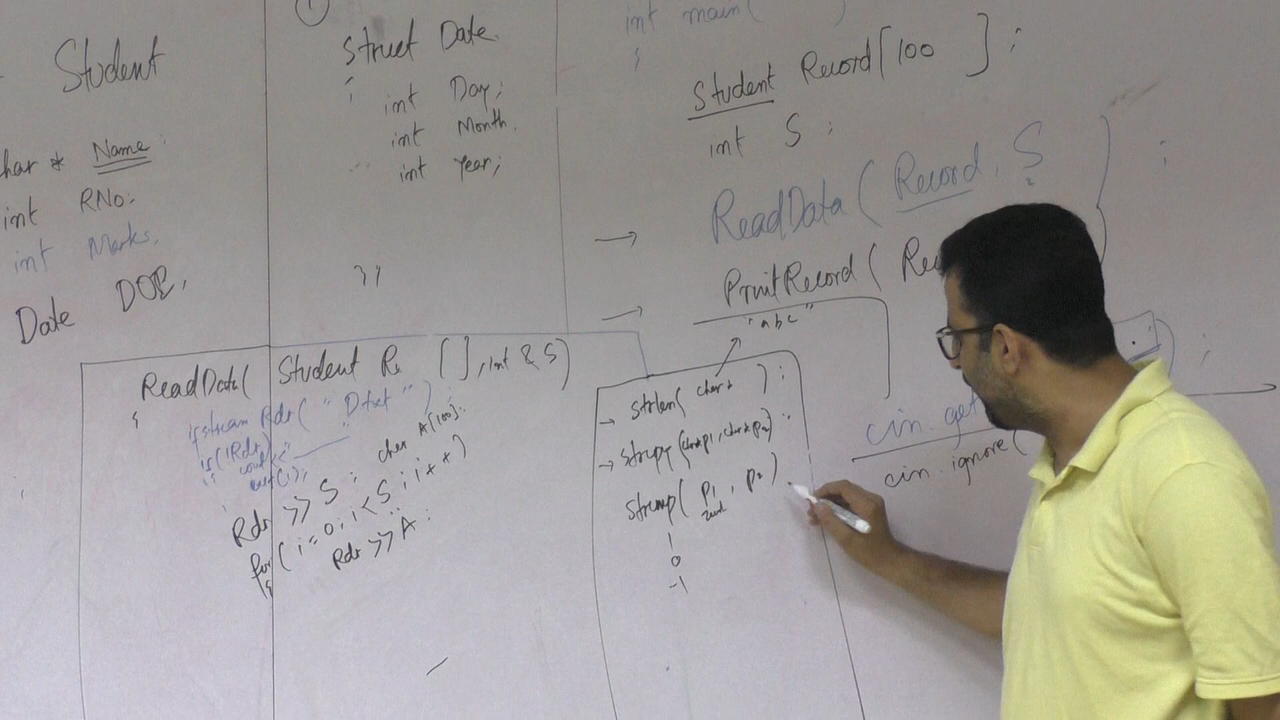 Student
char * Name;
int RNo;
int Marks,
Date DOB,
1
Struct Date
{
int Day;
int Month.
int Year;
};
int main( )
{
Student Record[100 ];
int S ;
ReadData( Record, S ;
PrintRecord( Rec
"abc"
ReadData( Student R [ ], int & S)
{
ifstream Rdr( " D.txt " ) ;
if(!Rdr)
cout << " "
exit(1);
char A[100];
Rdr >> S ;
for( i = 0; i < S ; i++)
{
Rdr >> A ;
→ strlen( char* ) ;
→ strcpy (char*p1, char*p2) ;
strcmp( P1 , P2 )
1
0
-1
cin. get
cin. ignore(